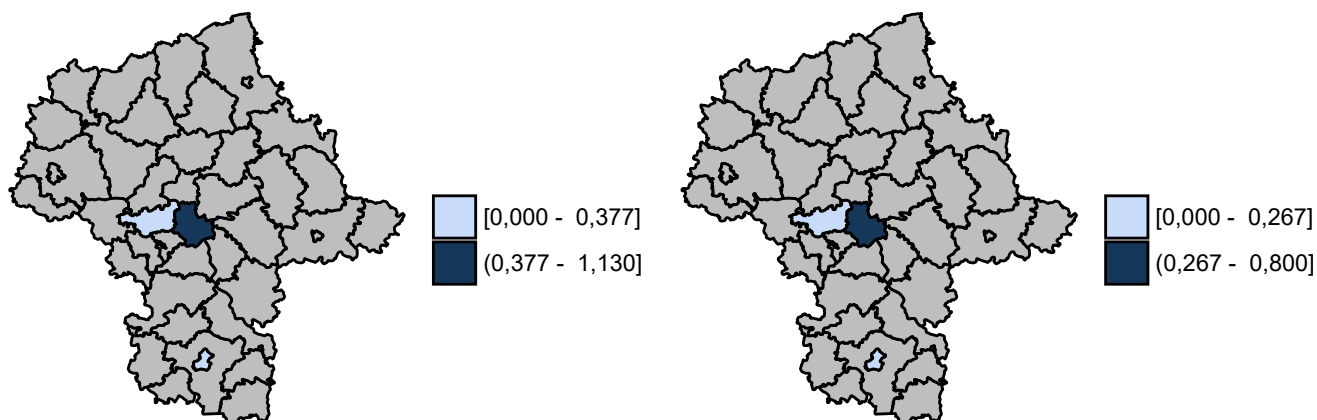 [0,000 - 0,377]
(0,377 - 1,130]
[0,000 - 0,267]
(0,267 - 0,800]